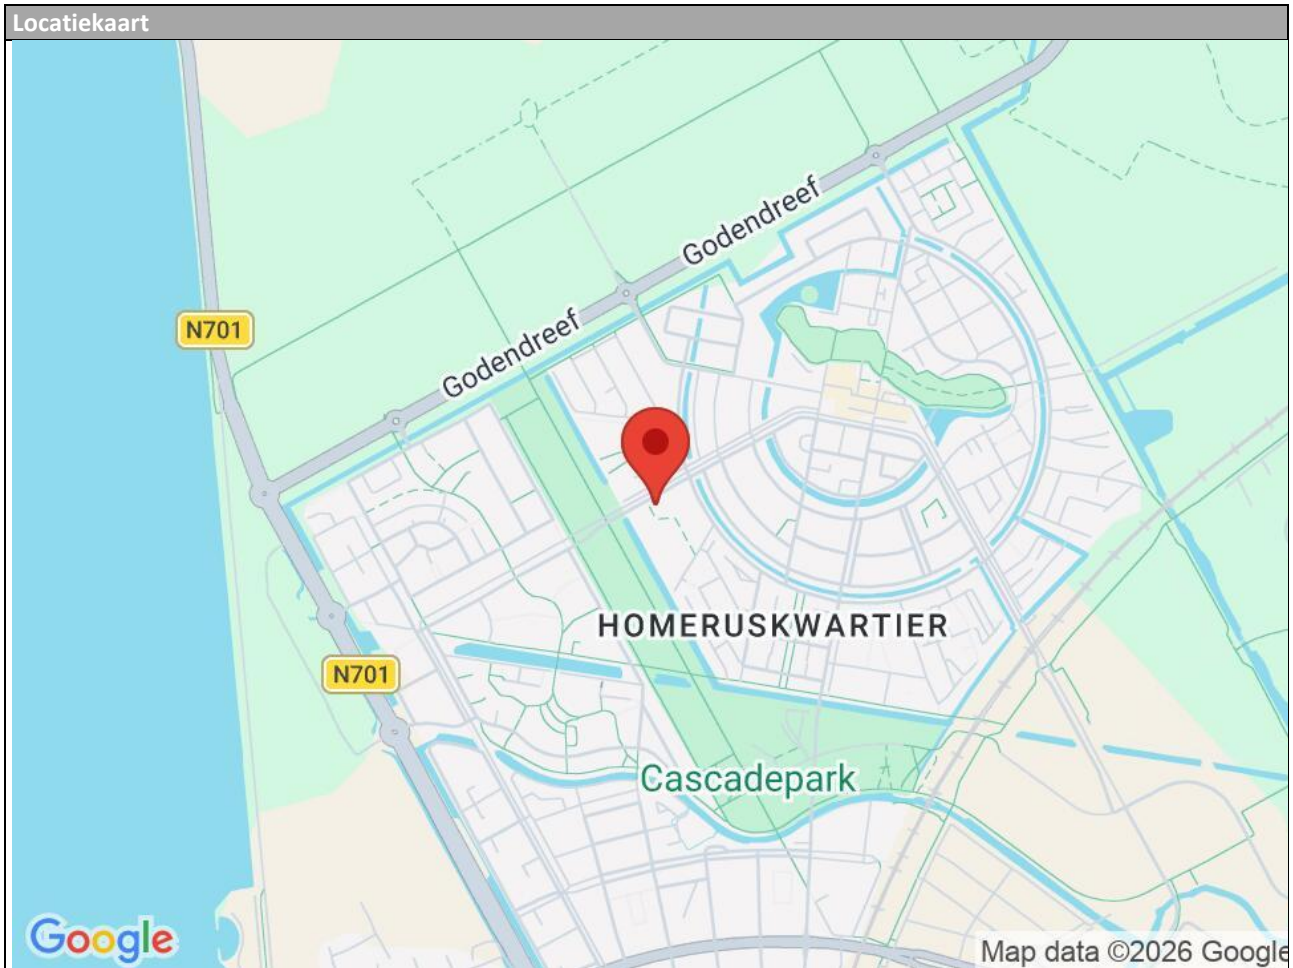 Locatiekaart
Godendreef
N701
Godendreef
HOMERUSKWARTIER
N701
Cascadepark
Google
Map data ©2026 Google